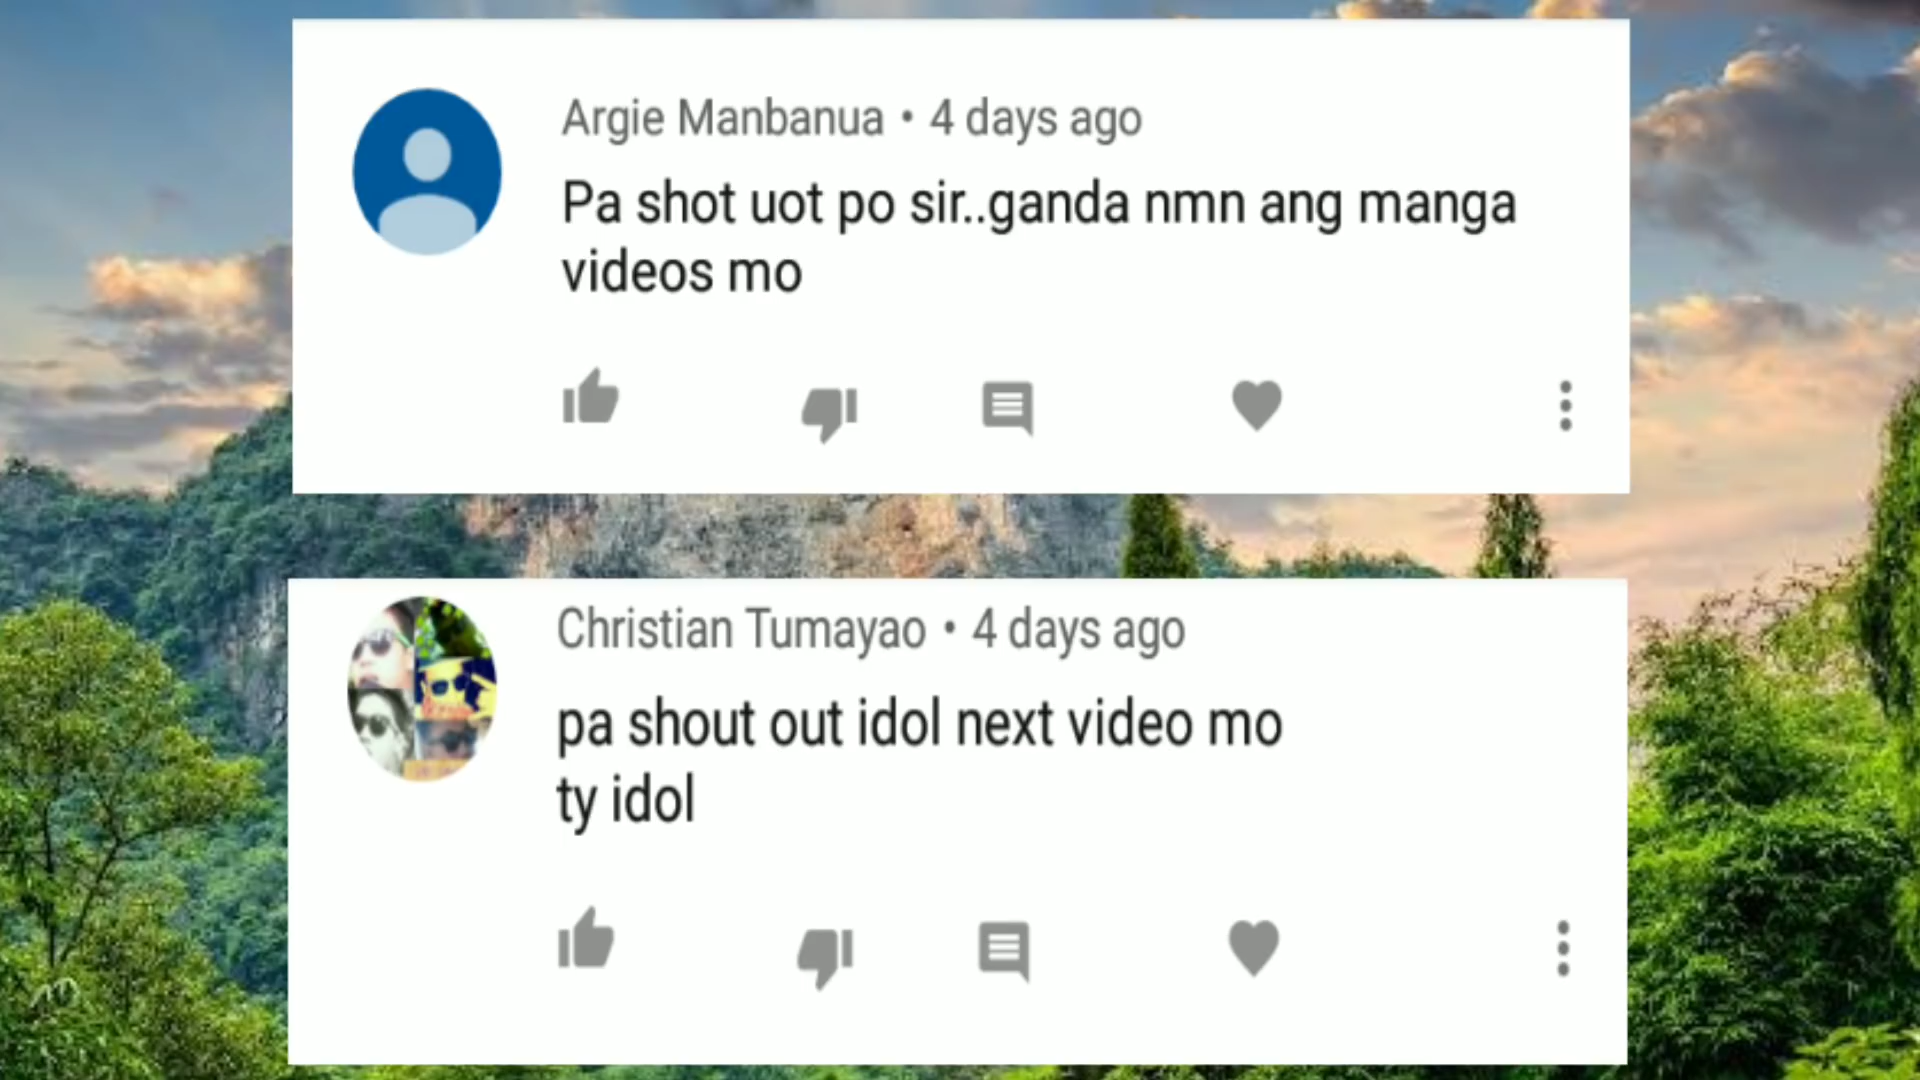 Argie Manbanua • 4 days ago
Pa shot uot po sir..ganda nmn ang manga
videos mo
Christian Tumayao • 4 days ago
pa shout out idol next video mo
ty idol